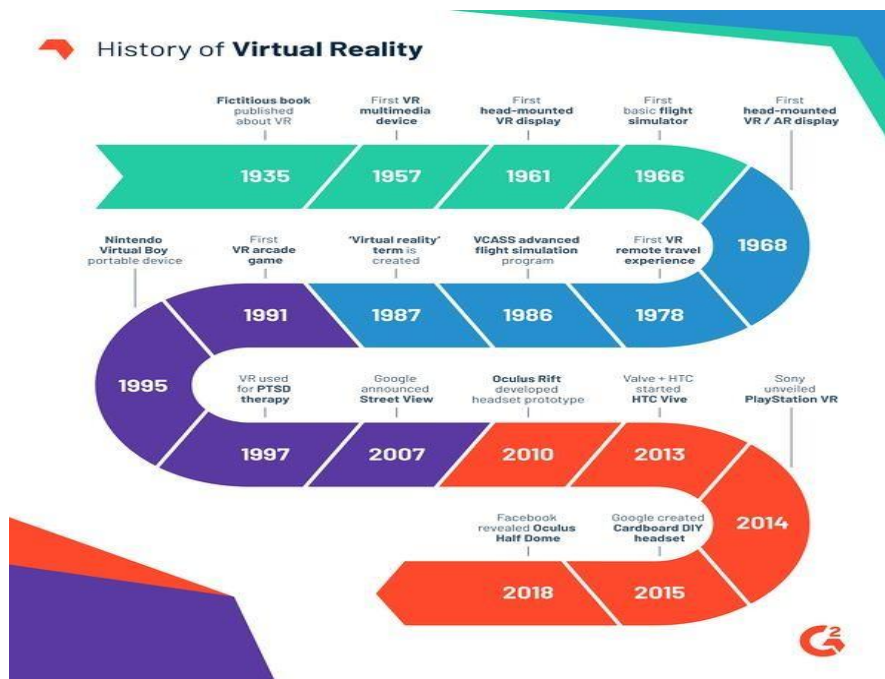 History of Virtual Reality
Fictitious book
published
about VR
First VR
multimedia
device
First
head-mounted
VR display
First
basic flight
simulator
First
head-mounted
VR / AR display
1935
1957
1961
1966
1968
Nintendo
Virtual Boy
portable device
First
VR arcade
game
'Virtual reality'
term is
created
VCASS advanced
flight simulation
program
First VR
remote travel
experience
1991
1987
1986
1978
1995
VR used
for PTSD
therapy
Google
announced
Street View
Oculus Rift
developed
headset prototype
Valve + HTC
started
HTC Vive
Sony
unveiled
PlayStation VR
1997
2007
2010
2013
2014
Facebook
revealed Oculus
Half Dome
Google created
Cardboard DIY
headset
2018
2015
G2